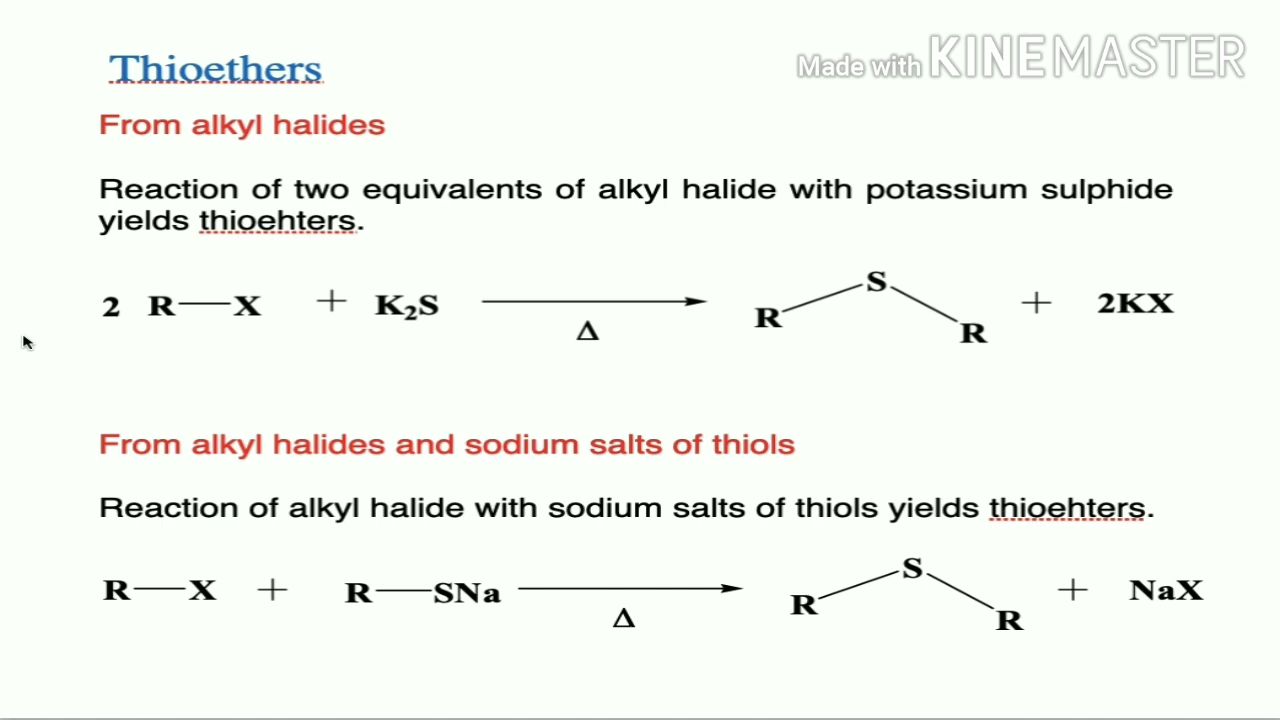 Thioethers
Made with KINEMASTER
From alkyl halides
Reaction of two equivalents of alkyl halide with potassium sulphide
yields thioehters.
2 R—X + K₂S Δ R S R + 2KX
From alkyl halides and sodium salts of thiols
Reaction of alkyl halide with sodium salts of thiols yields thioehters.
R—X + R—SNa Δ R S R + NaX